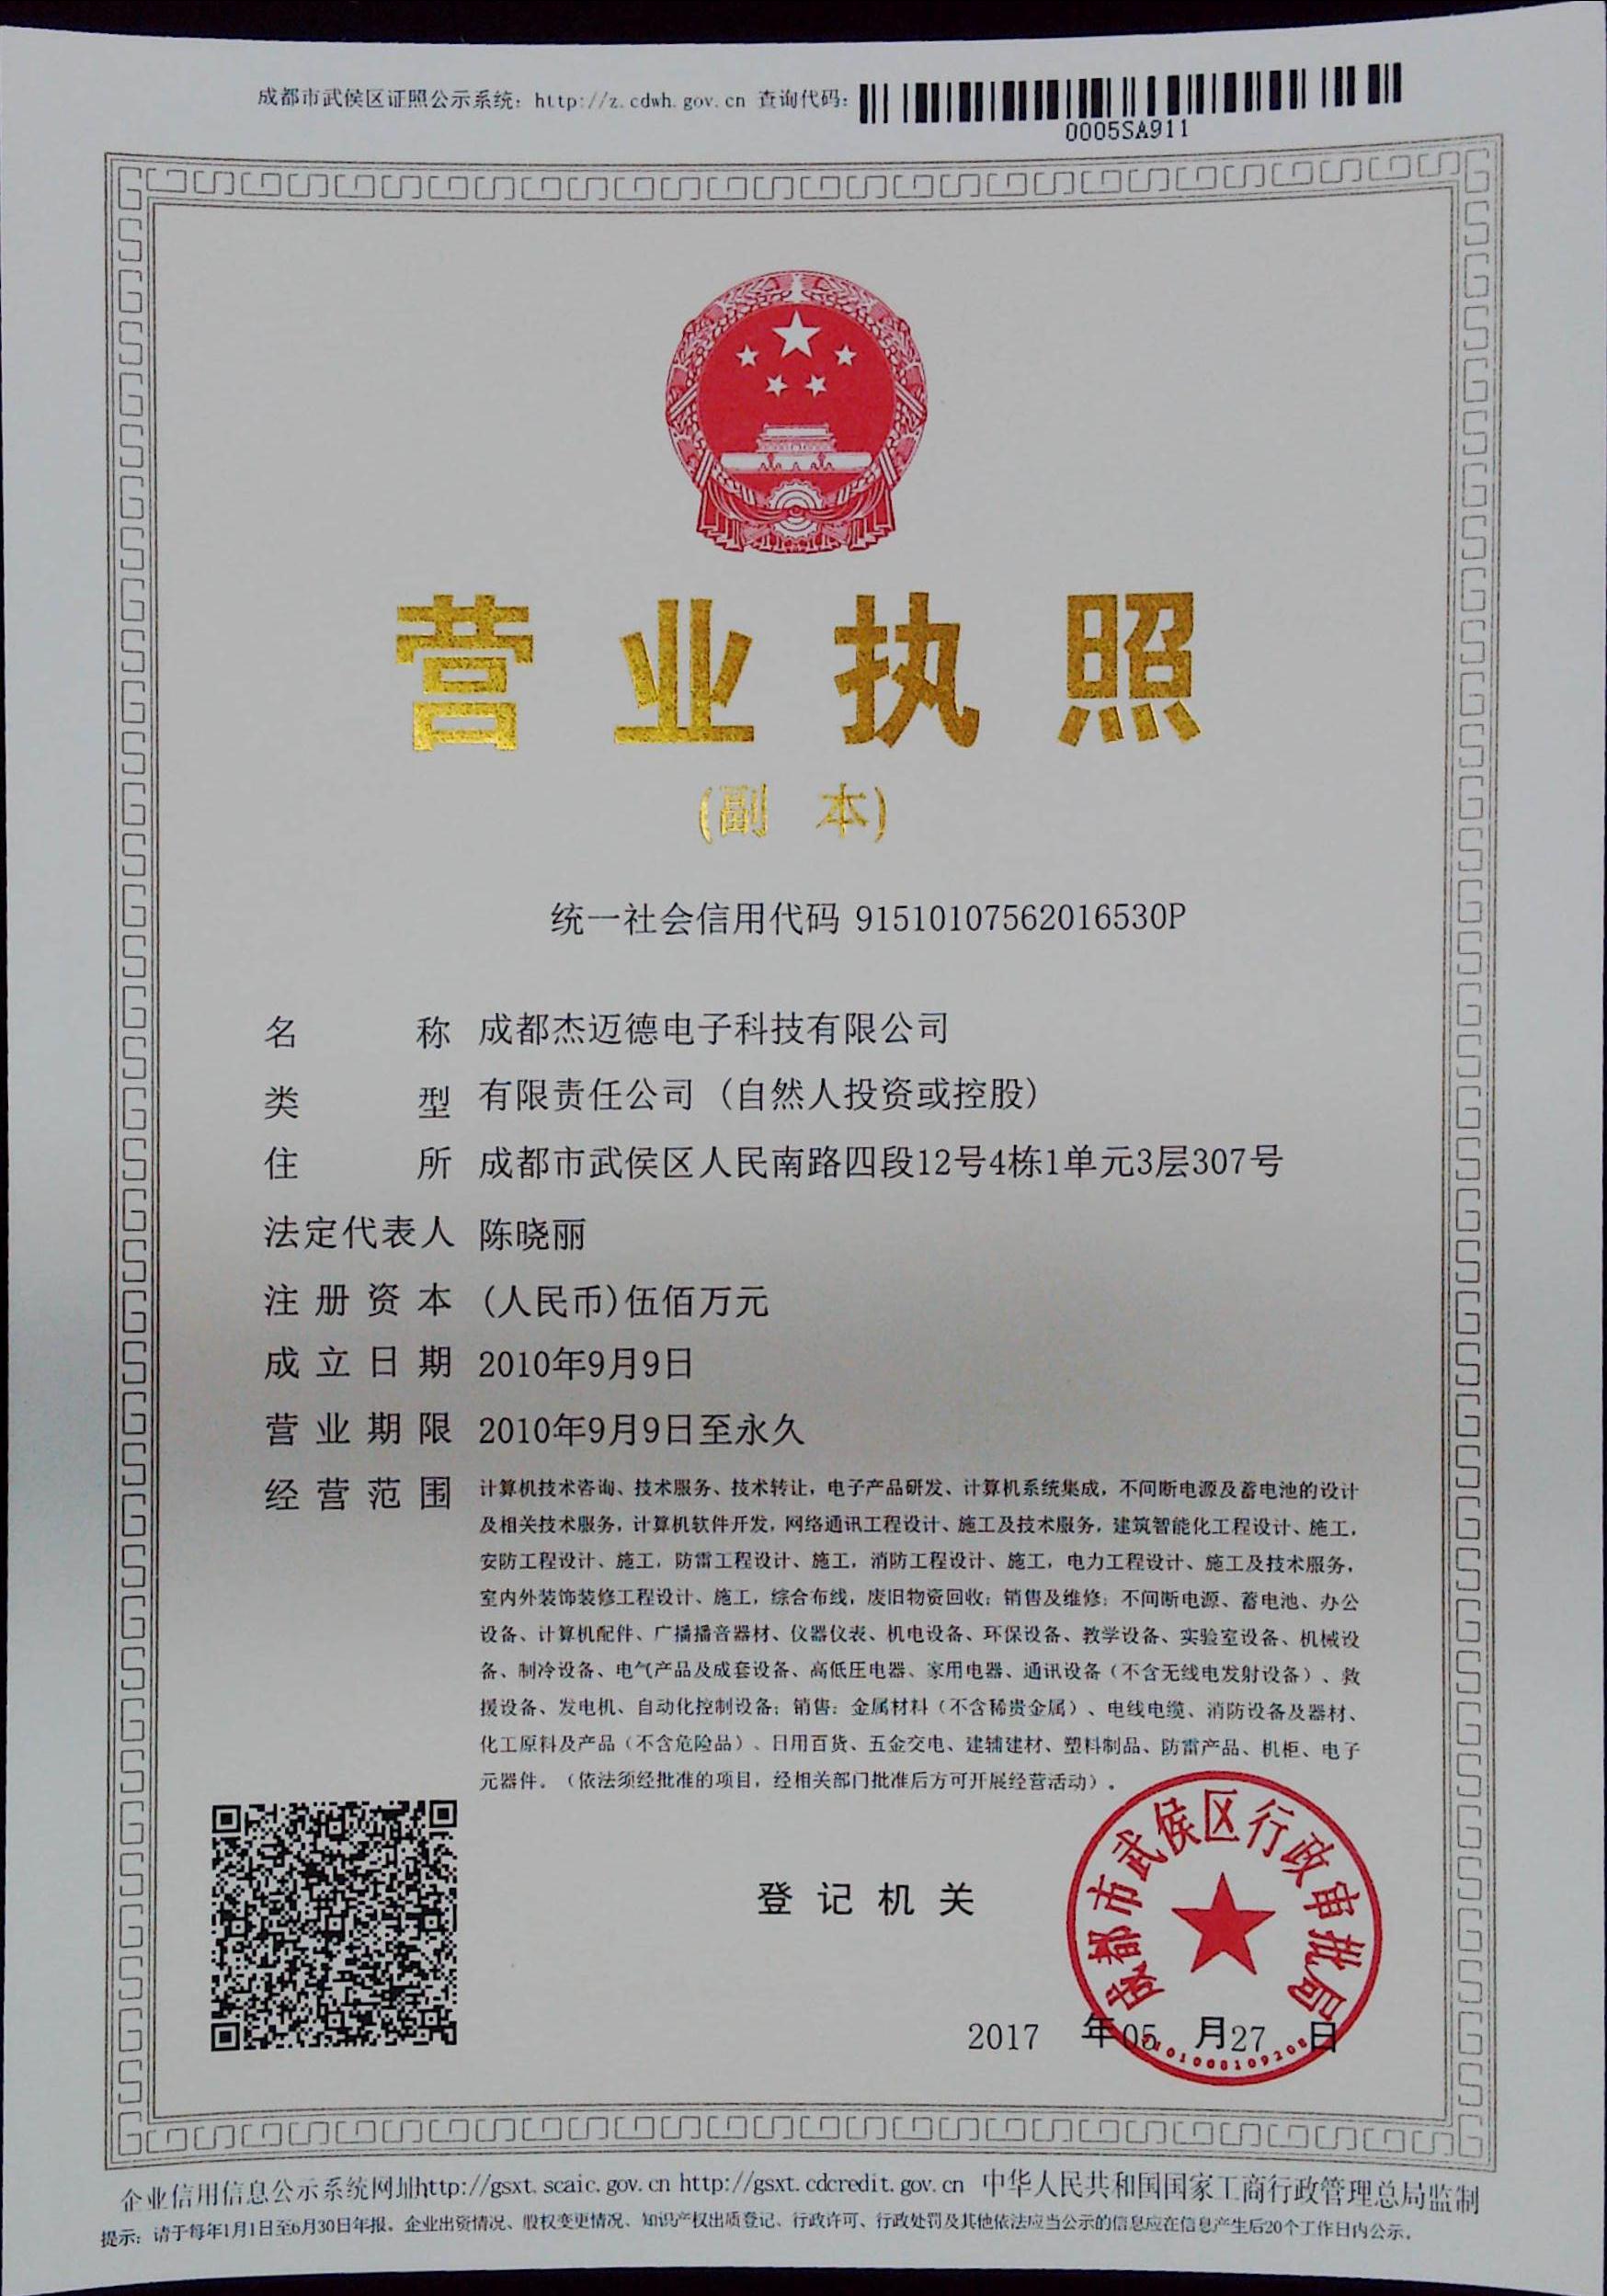 成都市武侯区证照公示系统: http://z.cdwh.gov.cn 查询代码:
0005SA911
营业执照
(副 本)
统一社会信用代码 91510107562016530P
名 称 成都杰迈德电子科技有限公司
类 型 有限责任公司 (自然人投资或控股)
住 所 成都市武侯区人民南路四段12号4栋1单元3层307号
法定代表人 陈晓丽
注册资本 (人民币)伍佰万元
成立日期 2010年9月9日
营业期限 2010年9月9日至永久
经营范围 计算机技术咨询、技术服务、技术转让，电子产品研发、计算机系统集成，不间断电源及蓄电池的设计
及相关技术服务，计算机软件开发，网络通讯工程设计、施工及技术服务，建筑智能化工程设计、施工，
安防工程设计、施工，防雷工程设计、施工，消防工程设计、施工，电力工程设计、施工及技术服务，
室内外装饰装修工程设计、施工，综合布线，废旧物资回收；销售及维修：不间断电源、蓄电池、办公
设备、计算机配件、广播播音器材、仪器仪表、机电设备、环保设备、教学设备、实验室设备、机械设
备、制冷设备、电气产品及成套设备、高低压电器、家用电器、通讯设备（不含无线电发射设备）、救
援设备、发电机、自动化控制设备；销售：金属材料（不含稀贵金属）、电线电缆、消防设备及器材、
化工原料及产品（不含危险品）、日用百货、五金交电、建辅建材、塑料制品、防雷产品、机柜、电子
元器件。（依法须经批准的项目，经相关部门批准后方可开展经营活动）。
成都市武侯区行政审批局
登记机关
2017 年05 月27 日
企业信用信息公示系统网址http://gsxt.scaic.gov.cn http://gsxt.cdcredit.gov.cn 中华人民共和国国家工商行政管理总局监制
提示：请于每年1月1日至6月30日年报。企业出资情况、股权变更情况、知识产权出质登记、行政许可、行政处罚及其他依法应当公示的信息应在信息产生后20个工作日内公示。